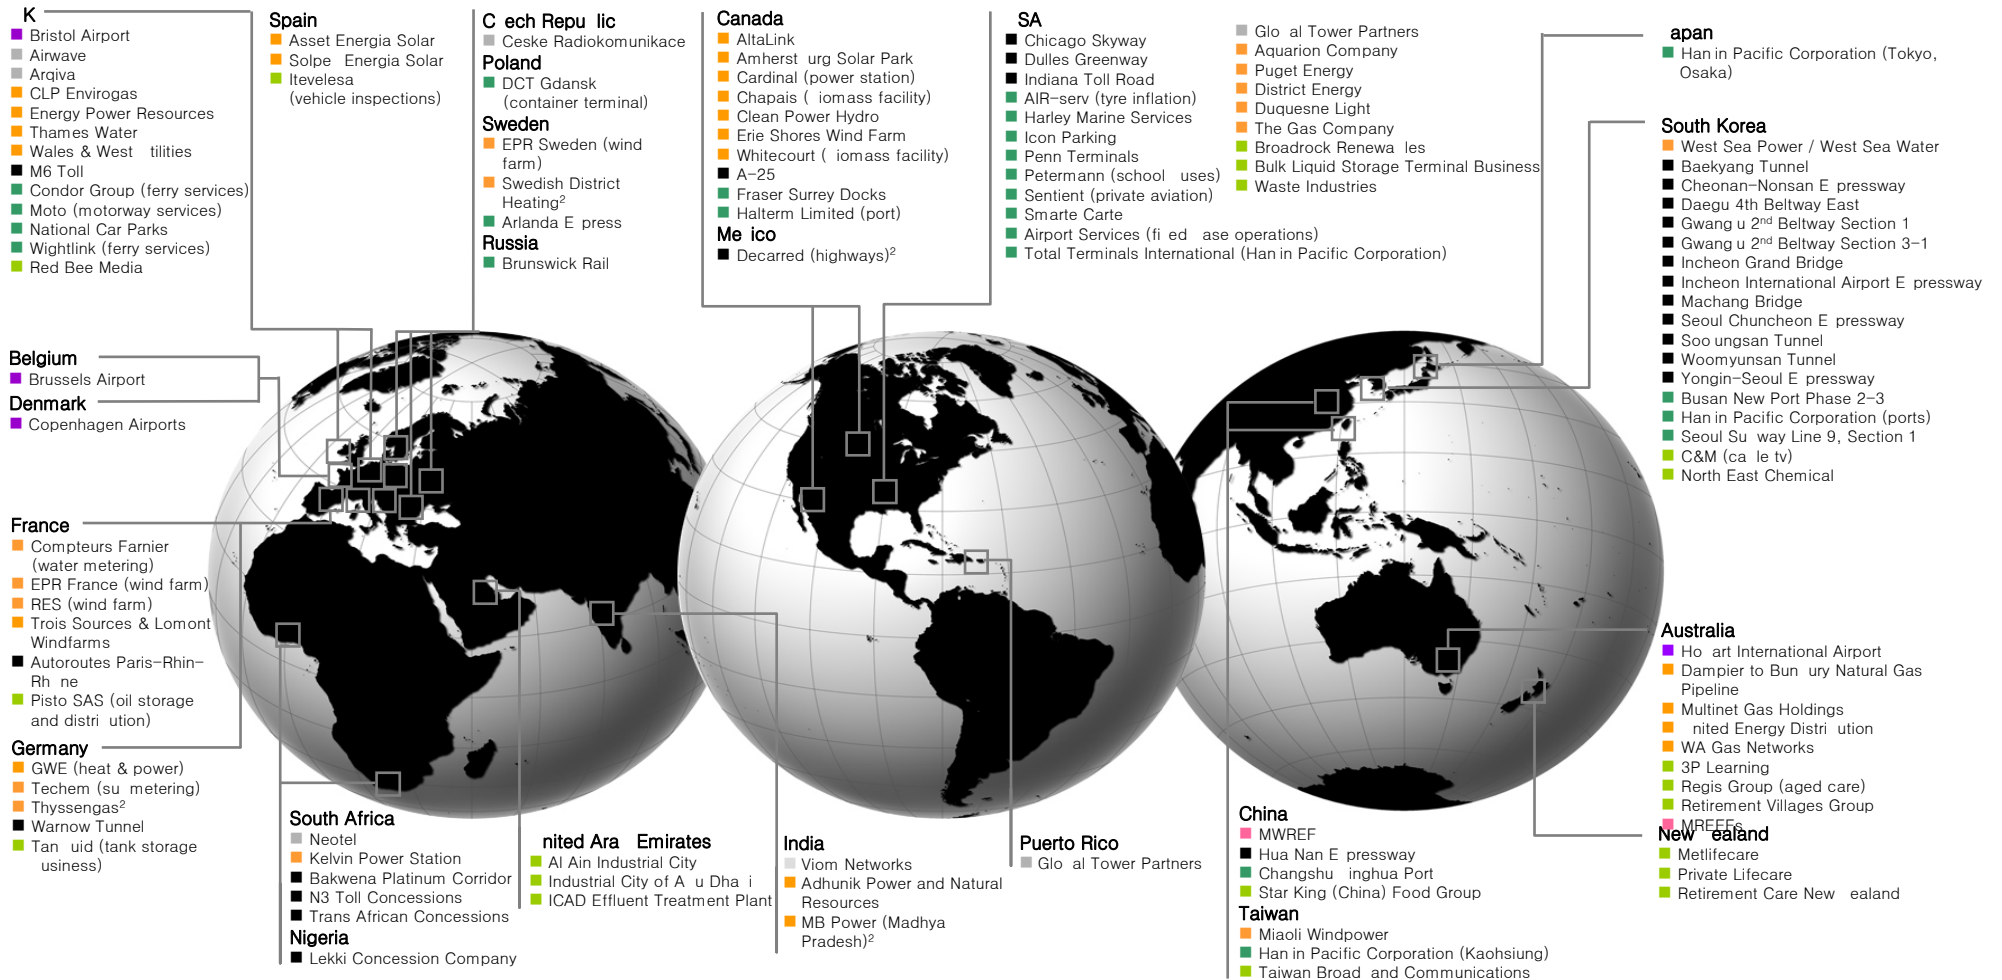 K
Bristol Airport
Airwave
Arqiva
CLP Envirogas
Energy Power Resources
Thames Water
Wales & West tilities
M6 Toll
Condor Group (ferry services)
Moto (motorway services)
National Car Parks
Wightlink (ferry services)
Red Bee Media
Spain
Asset Energia Solar
Solpe Energia Solar
Itevelesa
(vehicle inspections)
C ech Repu lic
Ceske Radiokomunikace
Poland
DCT Gdansk
(container terminal)
Sweden
EPR Sweden (wind
farm)
Swedish District
Heating2
Arlanda E press
Russia
Brunswick Rail
Canada
AltaLink
Amherst urg Solar Park
Cardinal (power station)
Chapais ( iomass facility)
Clean Power Hydro
Erie Shores Wind Farm
Whitecourt ( iomass facility)
A-25
Fraser Surrey Docks
Halterm Limited (port)
Me ico
Decarred (highways)2
SA
Chicago Skyway
Dulles Greenway
Indiana Toll Road
AIR-serv (tyre inflation)
Harley Marine Services
Icon Parking
Penn Terminals
Petermann (school uses)
Sentient (private aviation)
Smarte Carte
Airport Services (fi ed ase operations)
Total Terminals International (Han in Pacific Corporation)
Glo al Tower Partners
Aquarion Company
Puget Energy
District Energy
Duquesne Light
The Gas Company
Broadrock Renewa les
Bulk Liquid Storage Terminal Business
Waste Industries
apan
Han in Pacific Corporation (Tokyo,
Osaka)
South Korea
West Sea Power / West Sea Water
Baekyang Tunnel
Cheonan-Nonsan E pressway
Daegu 4th Beltway East
Gwang u 2nd Beltway Section 1
Gwang u 2nd Beltway Section 3-1
Incheon Grand Bridge
Incheon International Airport E pressway
Machang Bridge
Seoul Chuncheon E pressway
Soo ungsan Tunnel
Woomyunsan Tunnel
Yongin-Seoul E pressway
Busan New Port Phase 2-3
Han in Pacific Corporation (ports)
Seoul Su way Line 9, Section 1
C&M (ca le tv)
North East Chemical
Belgium
Brussels Airport
Denmark
Copenhagen Airports
France
Compteurs Farnier
(water metering)
EPR France (wind farm)
RES (wind farm)
Trois Sources & Lomont
Windfarms
Autoroutes Paris-Rhin-
Rh ne
Pisto SAS (oil storage
and distri ution)
Germany
GWE (heat & power)
Techem (su metering)
Thyssengas2
Warnow Tunnel
Tan uid (tank storage
usiness)
South Africa
Neotel
Kelvin Power Station
Bakwena Platinum Corridor
N3 Toll Concessions
Trans African Concessions
Nigeria
Lekki Concession Company
nited Ara Emirates
Al Ain Industrial City
Industrial City of A u Dha i
ICAD Effluent Treatment Plant
India
Viom Networks
Adhunik Power and Natural
Resources
MB Power (Madhya
Pradesh)2
Puerto Rico
Glo al Tower Partners
China
MWREF
Hua Nan E pressway
Changshu inghua Port
Star King (China) Food Group
Taiwan
Miaoli Windpower
Han in Pacific Corporation (Kaohsiung)
Taiwan Broad and Communications
Australia
Ho art International Airport
Dampier to Bun ury Natural Gas
Pipeline
Multinet Gas Holdings
nited Energy Distri ution
WA Gas Networks
3P Learning
Regis Group (aged care)
Retirement Villages Group
MREEFs
New ealand
Metlifecare
Private Lifecare
Retirement Care New ealand